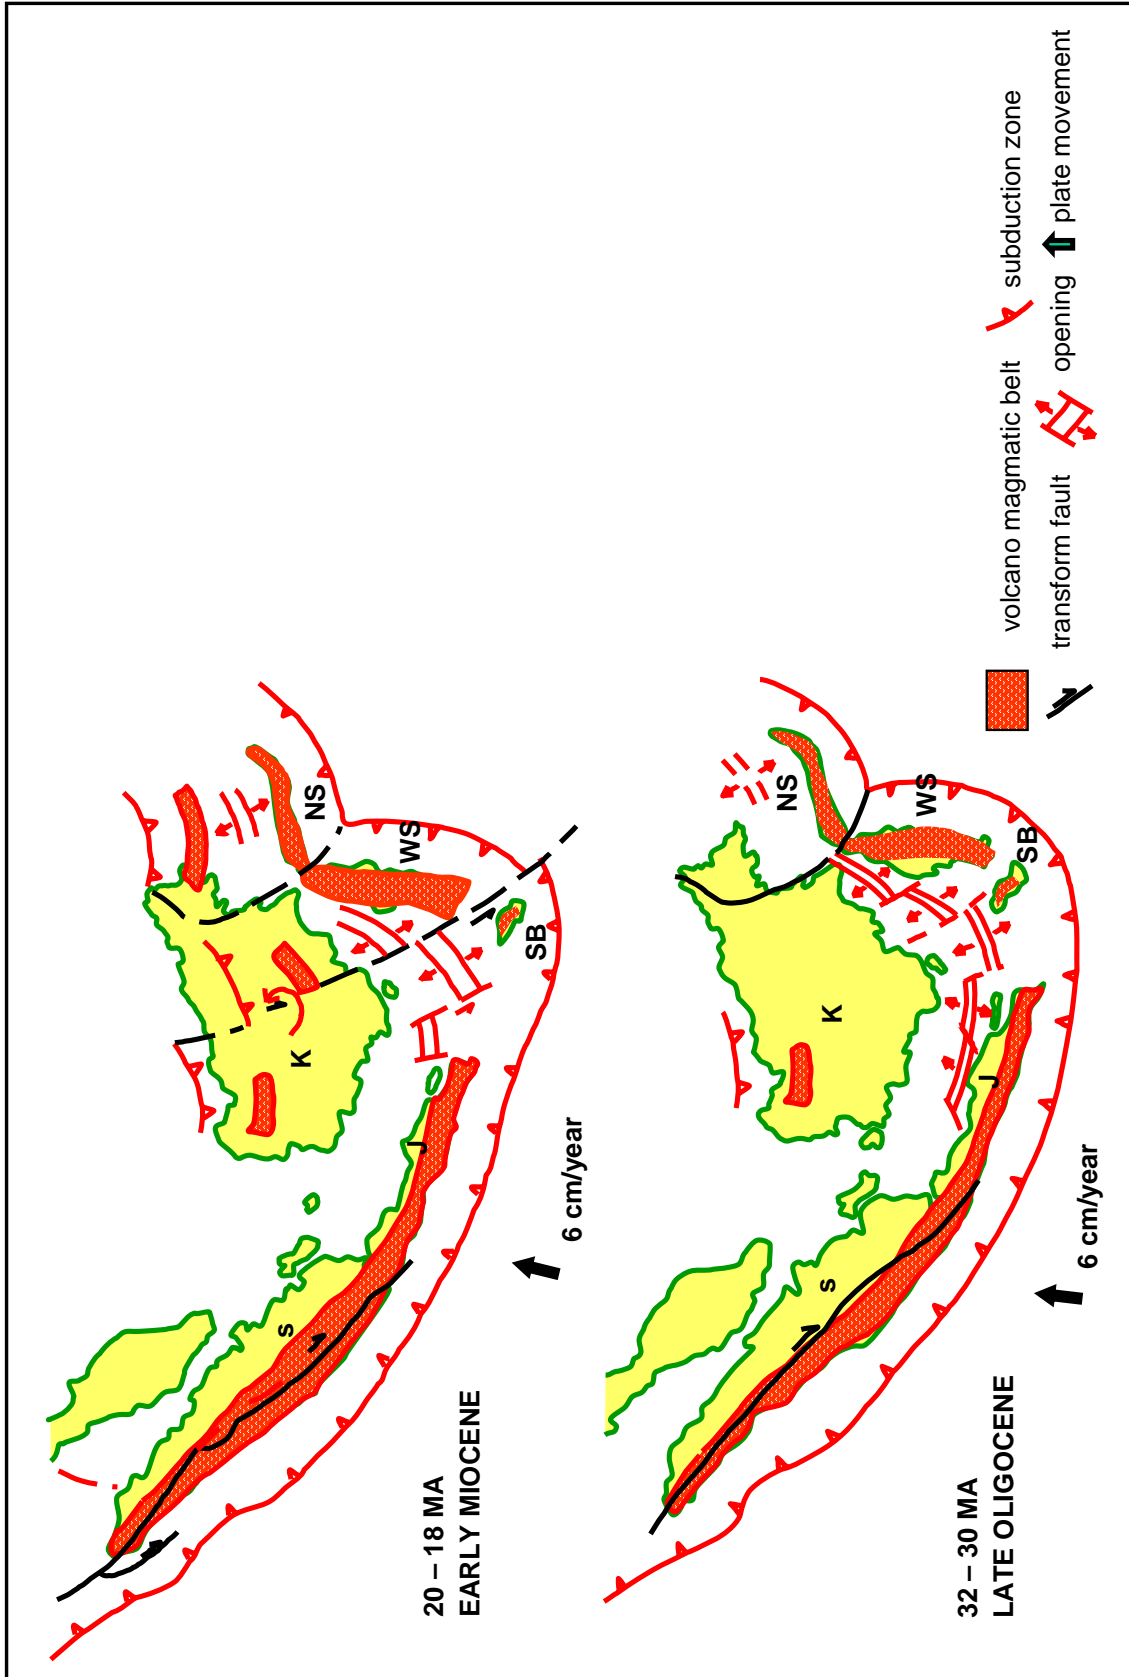 20 – 18 MA
EARLY MIOCENE
6 cm/year
S
J
K
NS
WS
SB
32 – 30 MA
LATE OLIGOCENE
6 cm/year
S
J
K
NS
WS
SB
volcano magmatic belt
subduction zone
transform fault
opening
plate movement